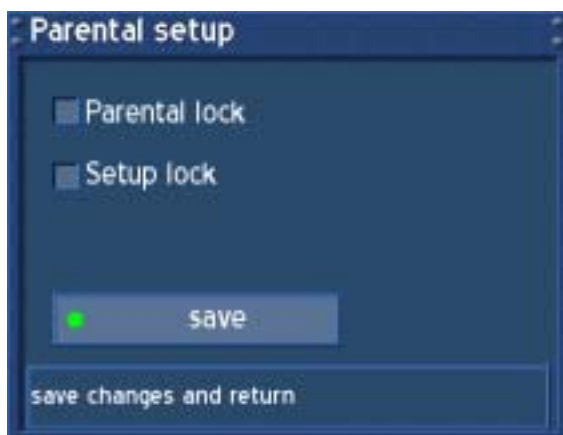 Parental setup
Parental lock
Setup lock
save
save changes and return